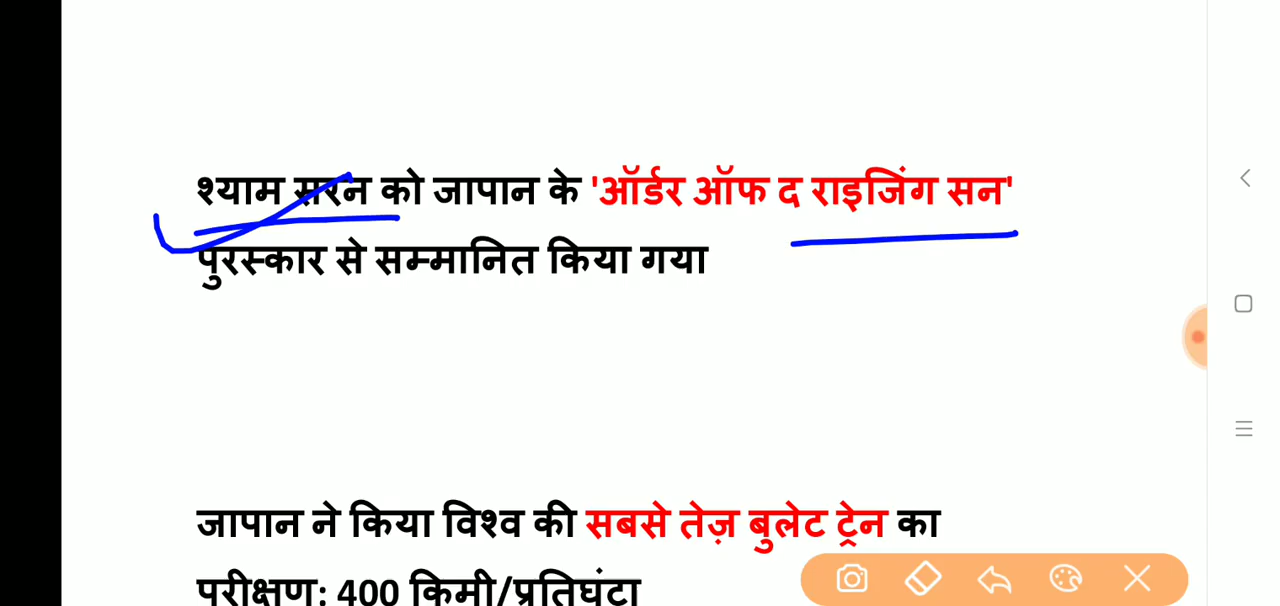 श्याम सरन को जापान के 'ऑर्डर ऑफ द राइजिंग सन'
पुरस्कार से सम्मानित किया गया
जापान ने किया विश्व की सबसे तेज़ बुलेट ट्रेन का
परीक्षण: 400 किमी/प्रतिघंटा